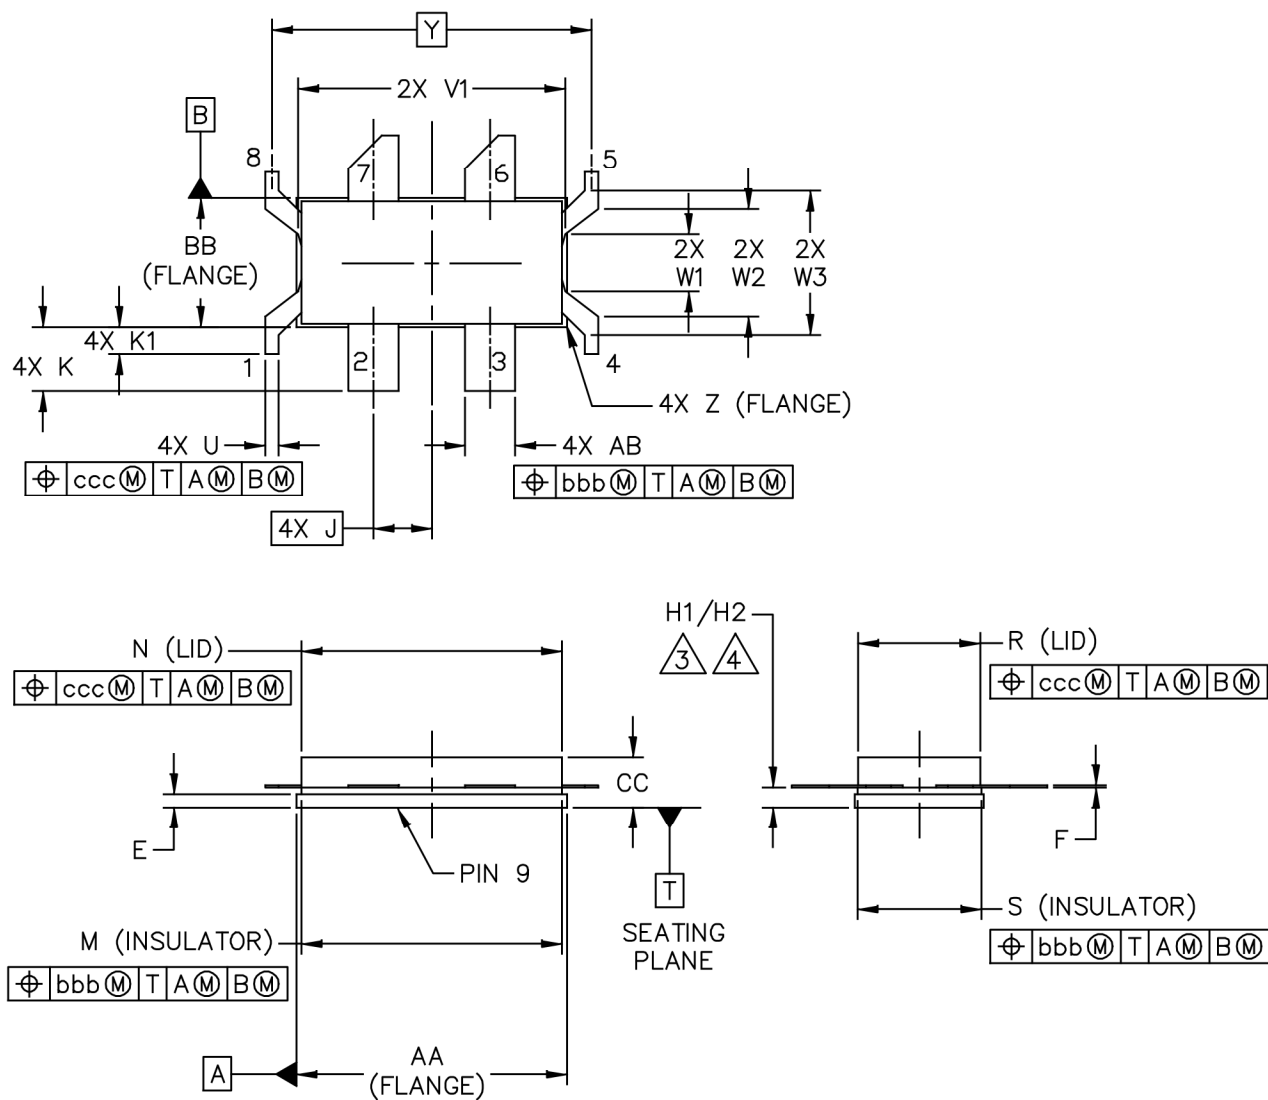 Y
2X V1
B
8
5
7
6
BB
(FLANGE)
2X
W1
2X
W2
2X
W3
4X K1
4X K
1
2
3
4
4X Z (FLANGE)
4X U
4X AB
⌖ ccc Ⓜ T A Ⓜ B Ⓜ
⌖ bbb Ⓜ T A Ⓜ B Ⓜ
4X J
H1/H2
3 4
N (LID)
⌖ ccc Ⓜ T A Ⓜ B Ⓜ
R (LID)
⌖ ccc Ⓜ T A Ⓜ B Ⓜ
CC
E
F
PIN 9
T
SEATING
PLANE
S (INSULATOR)
⌖ bbb Ⓜ T A Ⓜ B Ⓜ
M (INSULATOR)
⌖ bbb Ⓜ T A Ⓜ B Ⓜ
A
AA
(FLANGE)